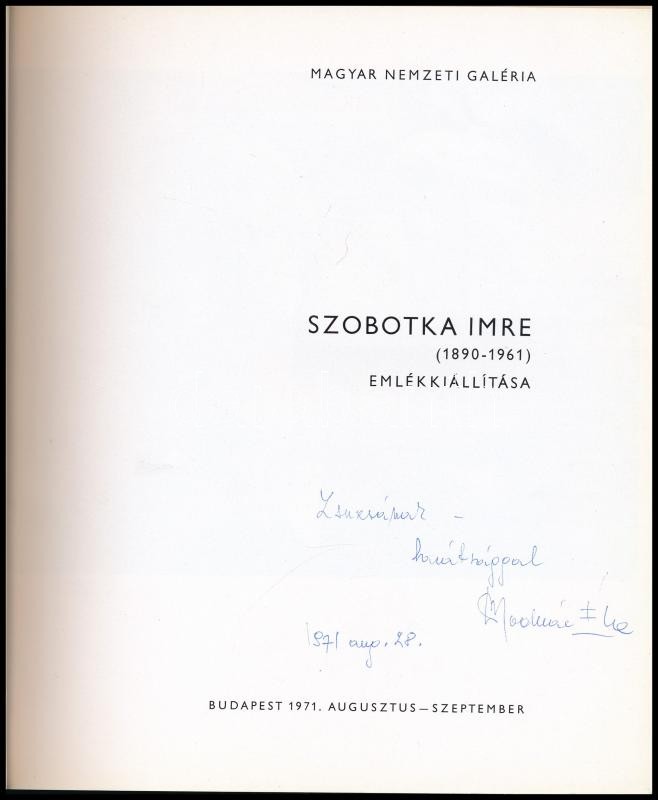 MAGYAR NEMZETI GALÉRIA
SZOBOTKA IMRE
(1890-1961)
EMLÉKKIÁLLÍTÁSA
Zsuzsának –
barátsággal
1971 aug. 28.
BUDAPEST 1971. AUGUSZTUS—SZEPTEMBER